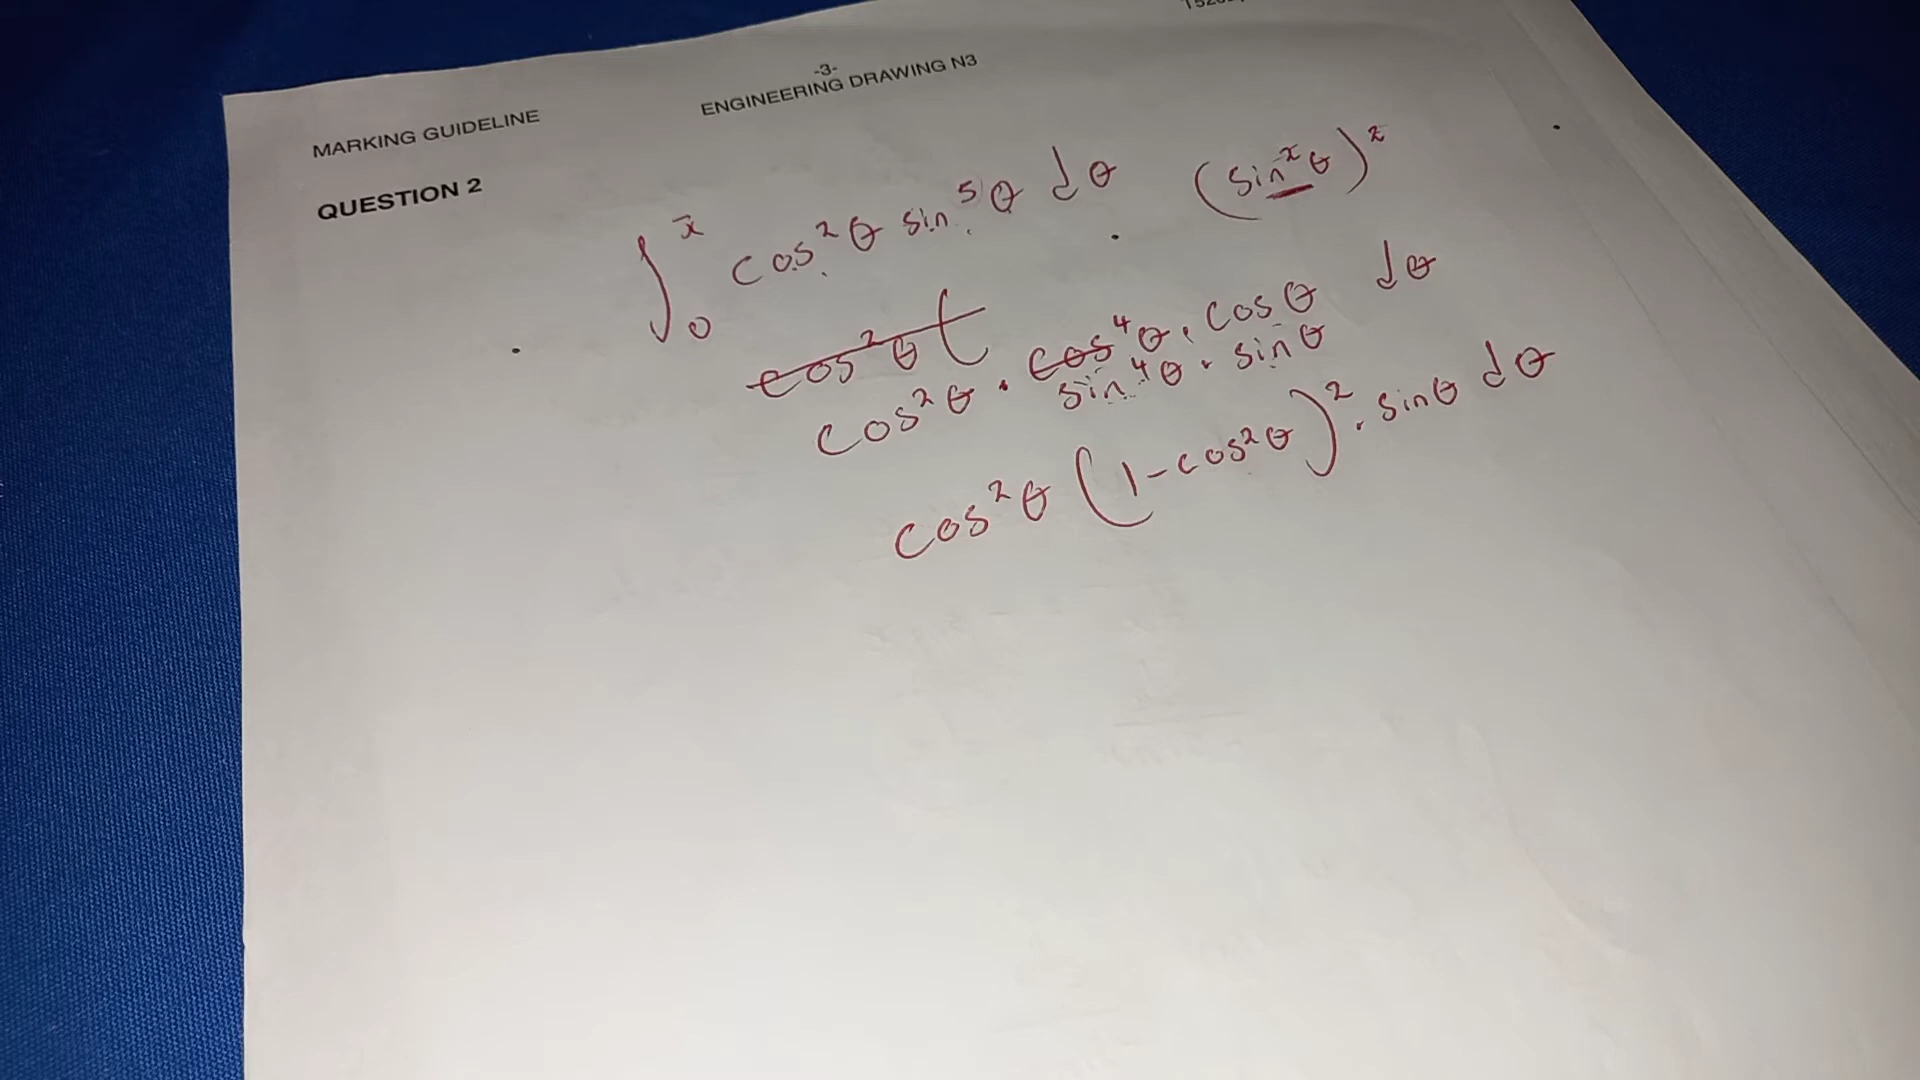 -3-
MARKING GUIDELINE ENGINEERING DRAWING N3
QUESTION 2
∫₀^π cos²θ sin⁵θ dθ (sin²θ)²
cos²θ (
cos²θ · cos⁴θ · cosθ dθ
sin⁴θ · sinθ
cos²θ (1-cos²θ)² · sinθ dθ